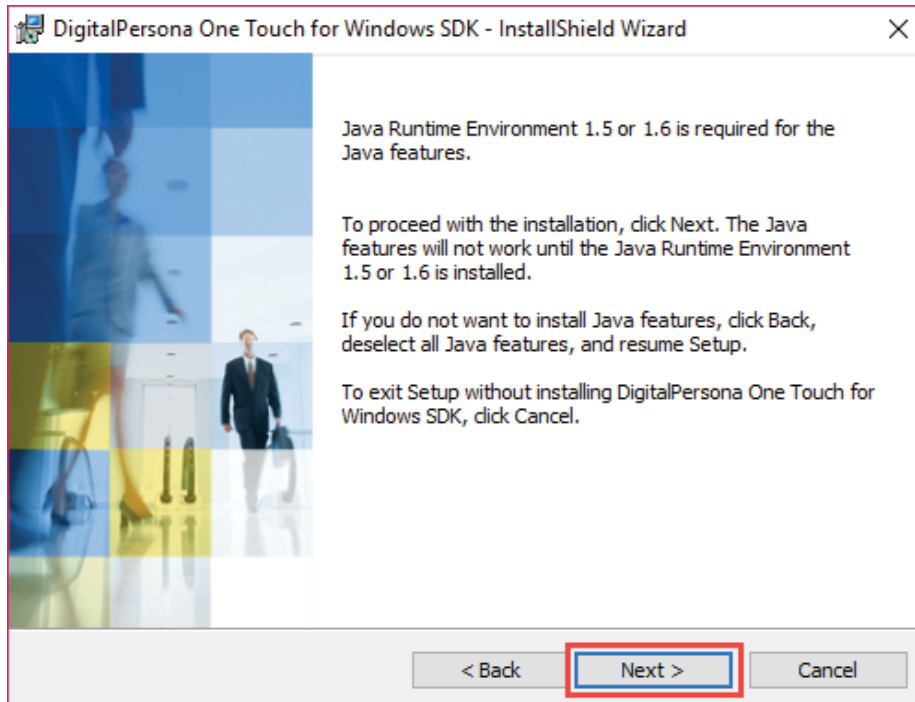 DigitalPersona One Touch for Windows SDK - InstallShield Wizard
Java Runtime Environment 1.5 or 1.6 is required for the
Java features.
To proceed with the installation, click Next. The Java
features will not work until the Java Runtime Environment
1.5 or 1.6 is installed.
If you do not want to install Java features, click Back,
deselect all Java features, and resume Setup.
To exit Setup without installing DigitalPersona One Touch for
Windows SDK, click Cancel.
< Back
Next >
Cancel